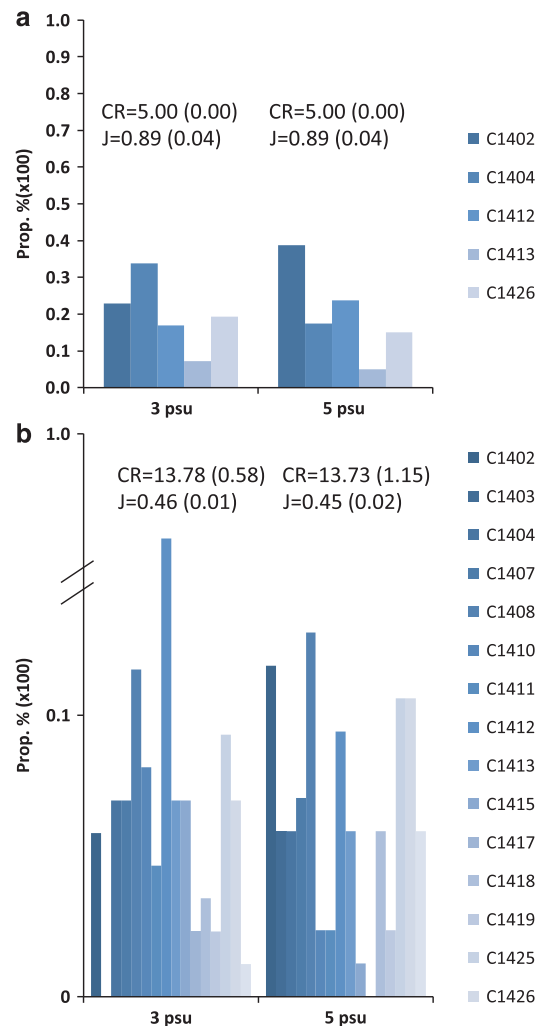 a
1.0
0.9
0.8
0.7
0.6
0.5
0.4
0.3
0.2
0.1
0.0
Prop. %(x100)
CR=5.00 (0.00)
J=0.89 (0.04)
CR=5.00 (0.00)
J=0.89 (0.04)
3 psu
5 psu
C1402
C1404
C1412
C1413
C1426
b
1.0
0.1
0
Prop. % (x100)
CR=13.78 (0.58)
J=0.46 (0.01)
CR=13.73 (1.15)
J=0.45 (0.02)
3 psu
5 psu
C1402
C1403
C1404
C1407
C1408
C1410
C1411
C1412
C1413
C1415
C1417
C1418
C1419
C1425
C1426